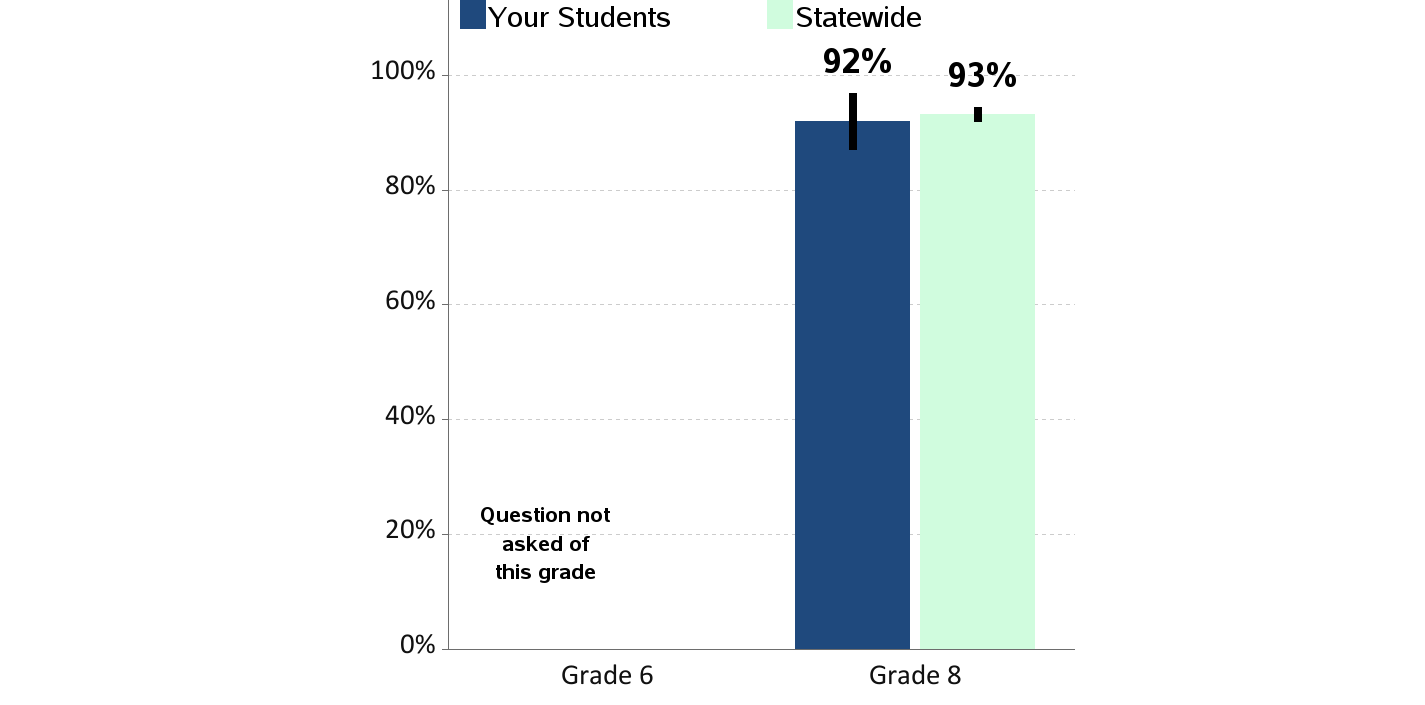 Your Students Statewide
92% 93%
100%
80%
60%
40%
20%
0%
Question not
asked of
this grade
Grade 6 Grade 8